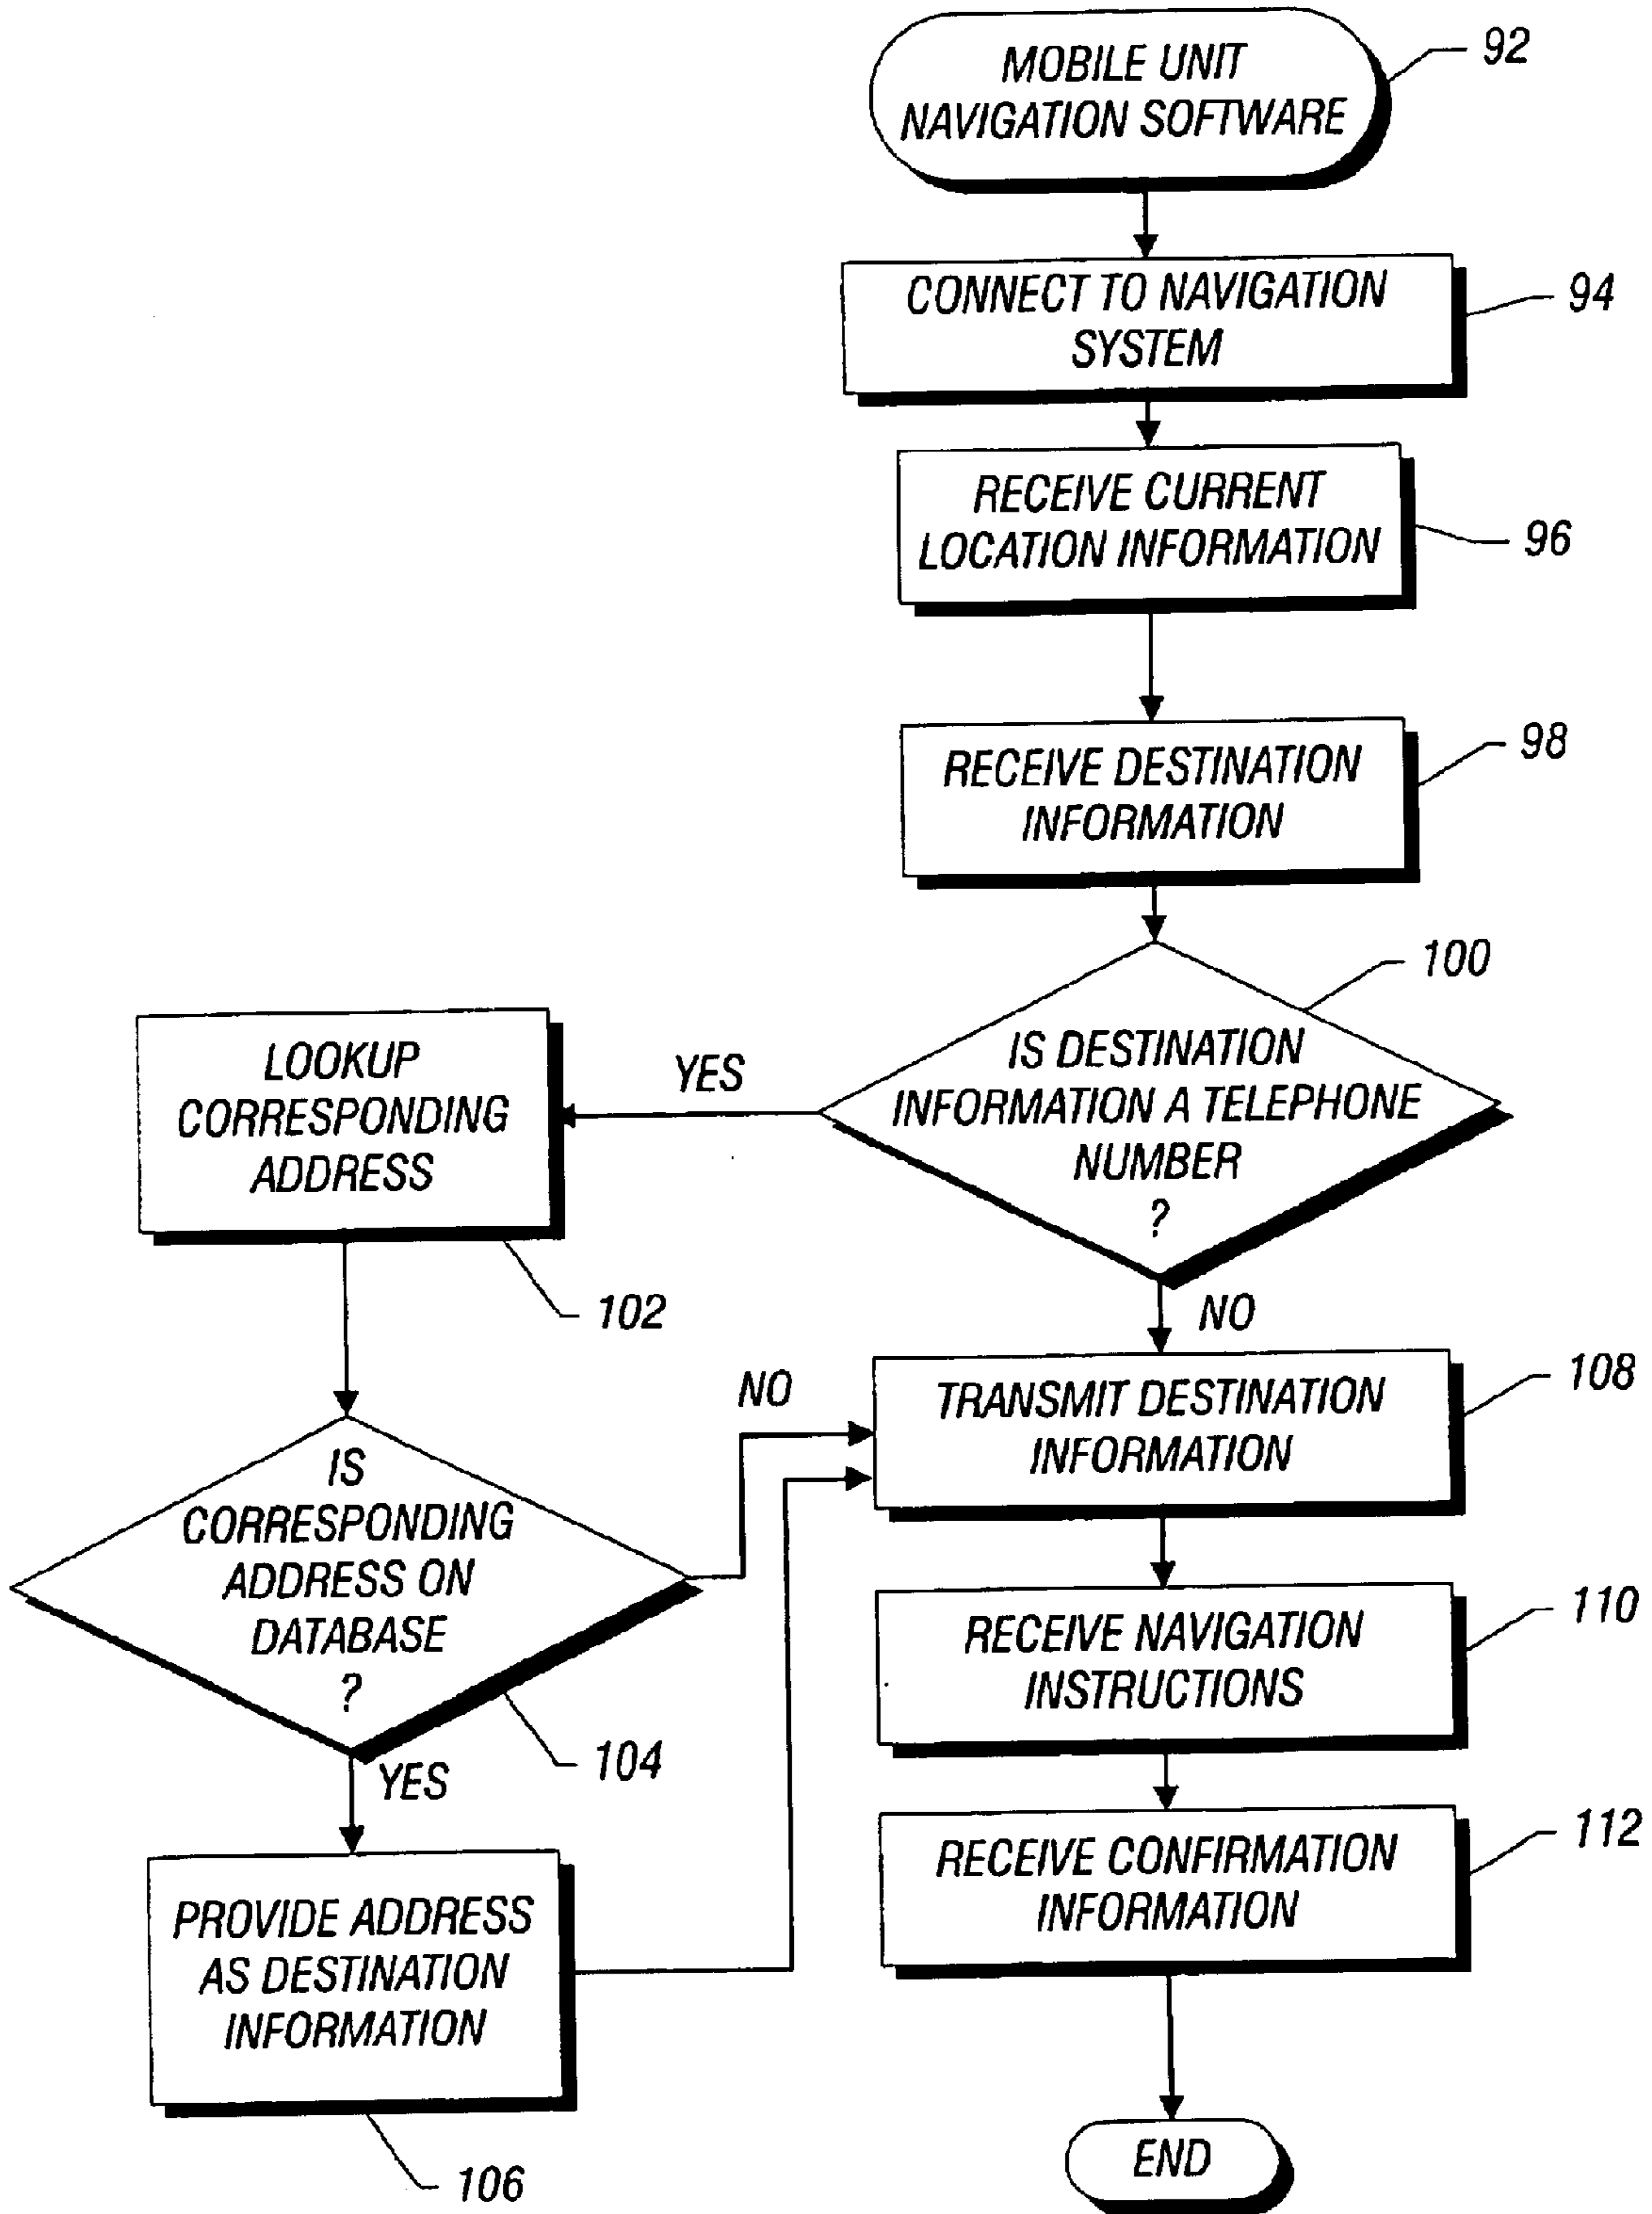 MOBILE UNIT
NAVIGATION SOFTWARE
92
CONNECT TO NAVIGATION
SYSTEM
94
RECEIVE CURRENT
LOCATION INFORMATION
96
RECEIVE DESTINATION
INFORMATION
98
IS DESTINATION
INFORMATION A TELEPHONE
NUMBER
?
100
YES
LOOKUP
CORRESPONDING
ADDRESS
102
NO
IS
CORRESPONDING
ADDRESS ON
DATABASE
?
104
NO
YES
PROVIDE ADDRESS
AS DESTINATION
INFORMATION
106
TRANSMIT DESTINATION
INFORMATION
108
RECEIVE NAVIGATION
INSTRUCTIONS
110
RECEIVE CONFIRMATION
INFORMATION
112
END